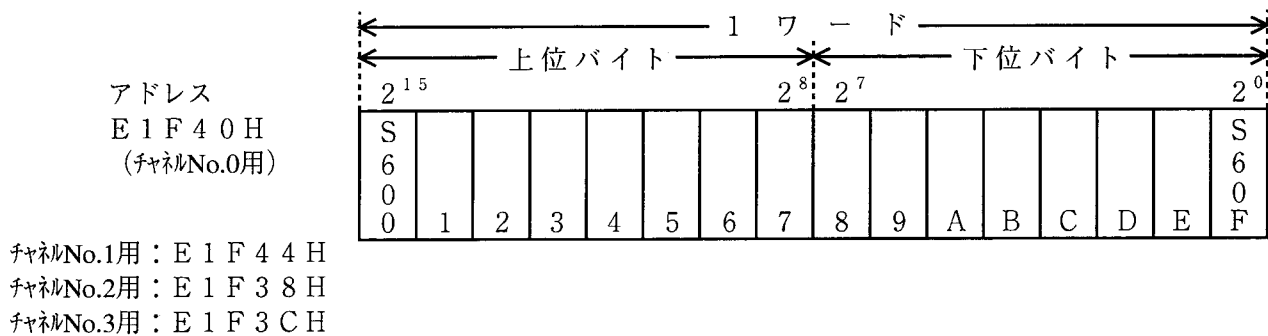 1 ワード
上位バイト 下位バイト
アドレス
2¹⁵ 2⁸ 2⁷ 2⁰
E1F40H
(ﾁｬﾈﾙNo.0用)
S600 1 2 3 4 5 6 7 8 9 A B C D E S60F
ﾁｬﾈﾙNo.1用：E1F44H
ﾁｬﾈﾙNo.2用：E1F38H
ﾁｬﾈﾙNo.3用：E1F3CH